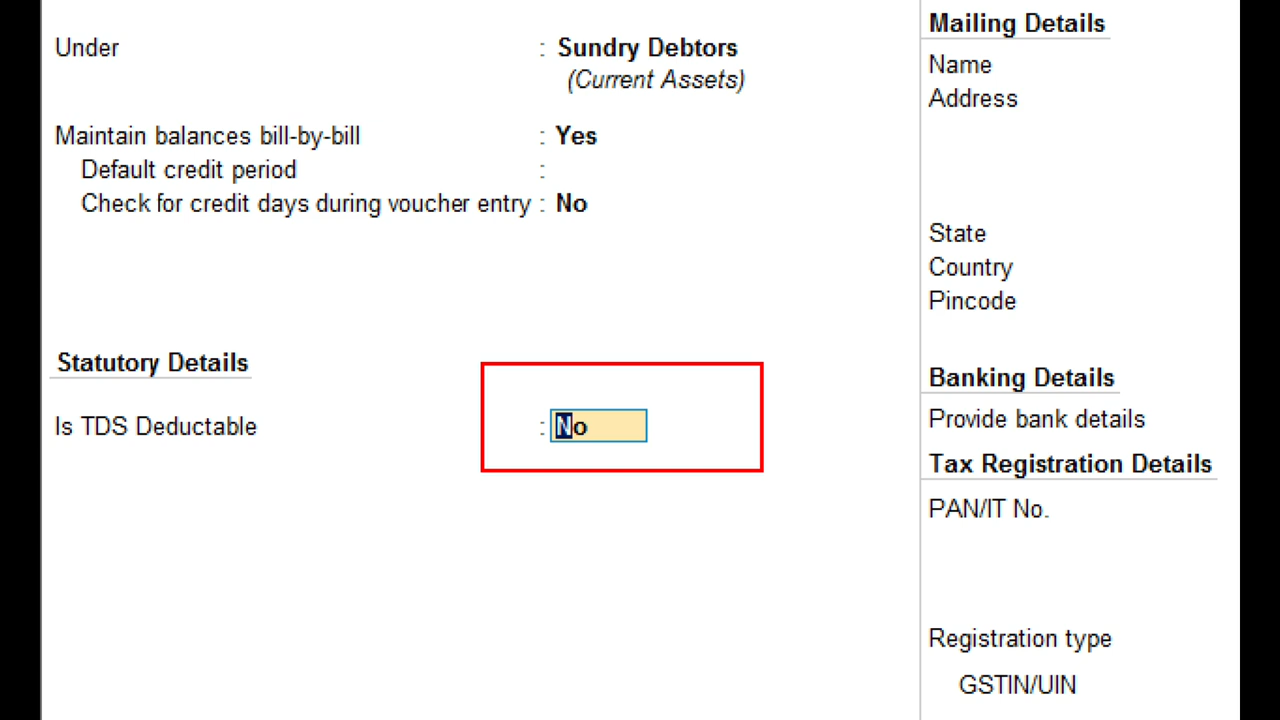 Under : Sundry Debtors
(Current Assets)
Maintain balances bill-by-bill : Yes
Default credit period :
Check for credit days during voucher entry : No
Statutory Details
Is TDS Deductable : No
Mailing Details
Name
Address
State
Country
Pincode
Banking Details
Provide bank details
Tax Registration Details
PAN/IT No.
Registration type
GSTIN/UIN